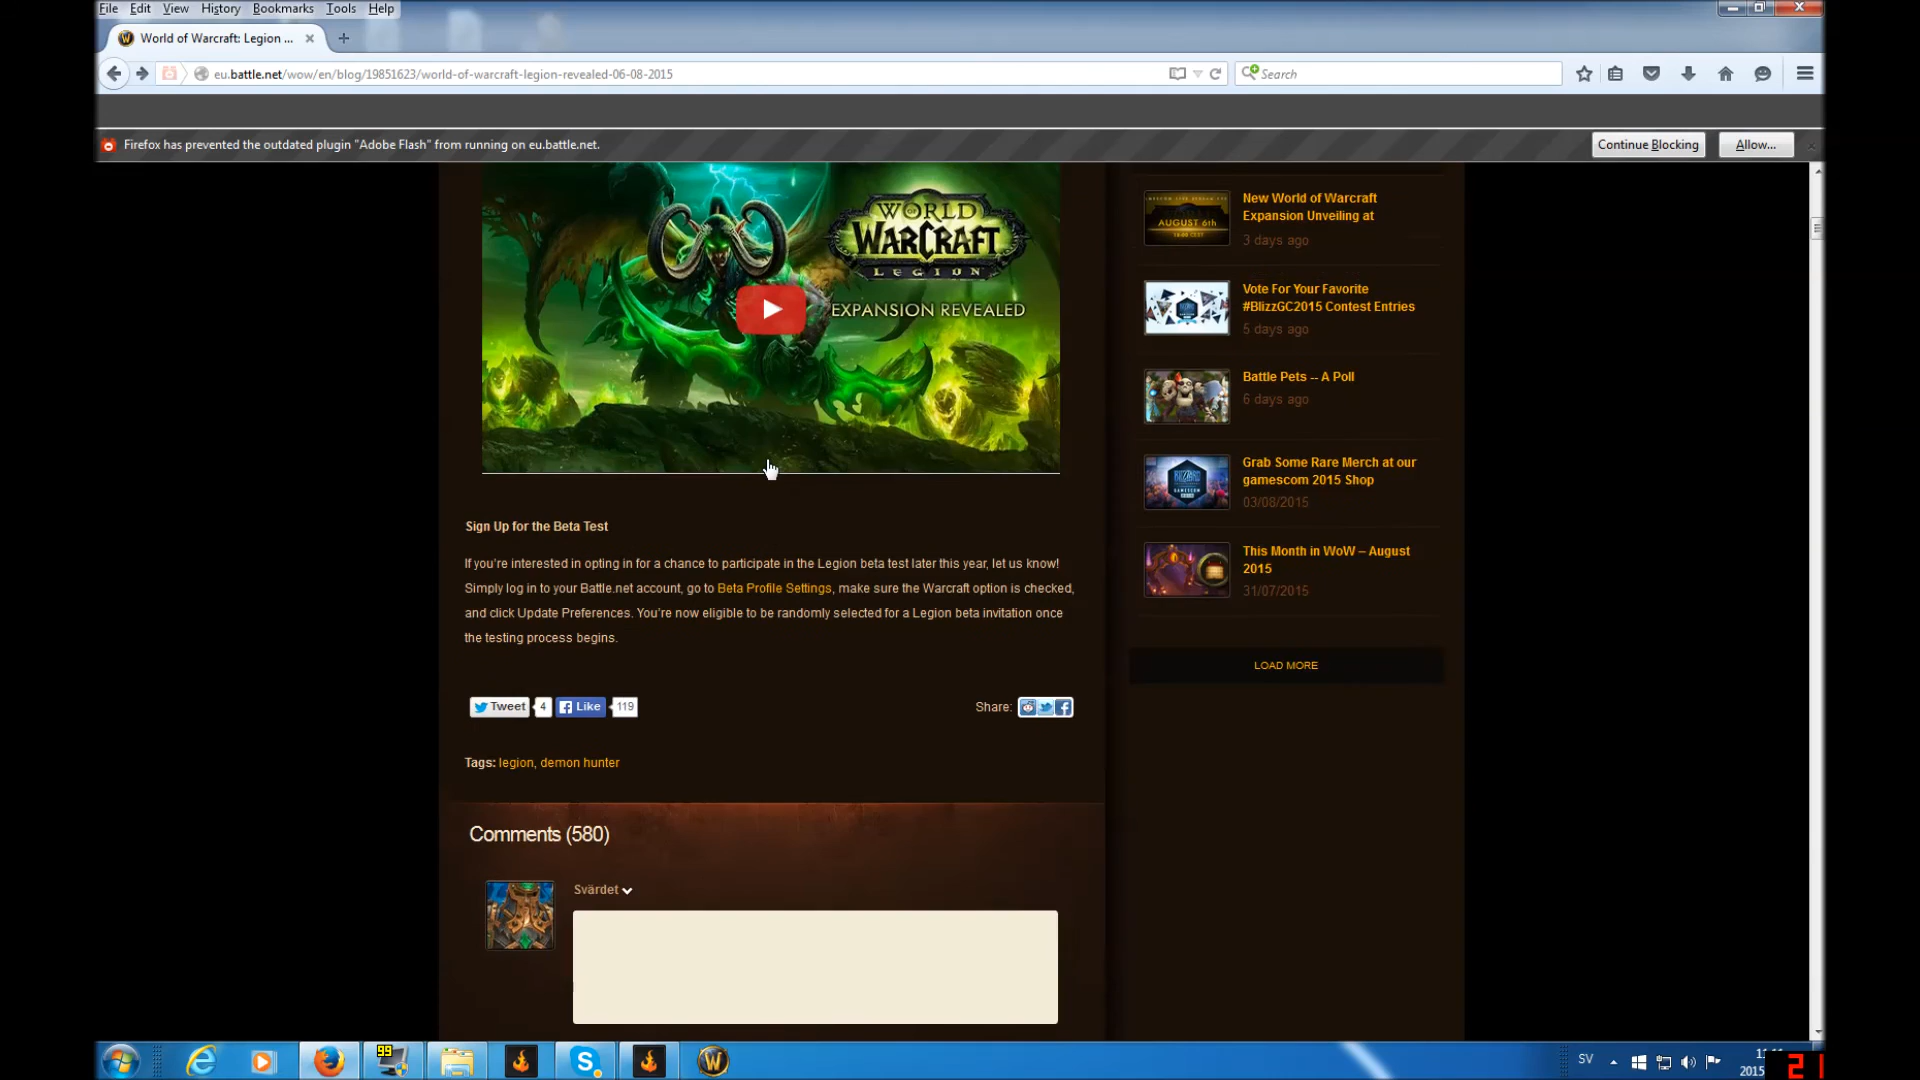 File Edit View History Bookmarks Tools Help
World of Warcraft: Legion ...
eu.battle.net/wow/en/blog/19851623/world-of-warcraft-legion-revealed-06-08-2015
Search
Firefox has prevented the outdated plugin "Adobe Flash" from running on eu.battle.net.
Continue Blocking
Allow...
WORLD
OF
WARCRAFT
LEGION
EXPANSION REVEALED
Sign Up for the Beta Test
If you're interested in opting in for a chance to participate in the Legion beta test later this year, let us know!
Simply log in to your Battle.net account, go to Beta Profile Settings, make sure the Warcraft option is checked,
and click Update Preferences. You're now eligible to be randomly selected for a Legion beta invitation once
the testing process begins.
Tweet 4 Like 119
Share:
Tags: legion, demon hunter
Comments (580)
Svärdet
AUGUST 6th
New World of Warcraft
Expansion Unveiling at
3 days ago
Vote For Your Favorite
#BlizzGC2015 Contest Entries
5 days ago
Battle Pets -- A Poll
6 days ago
Grab Some Rare Merch at our
gamescom 2015 Shop
03/08/2015
This Month in WoW – August
2015
31/07/2015
LOAD MORE
99
SV
2015
21